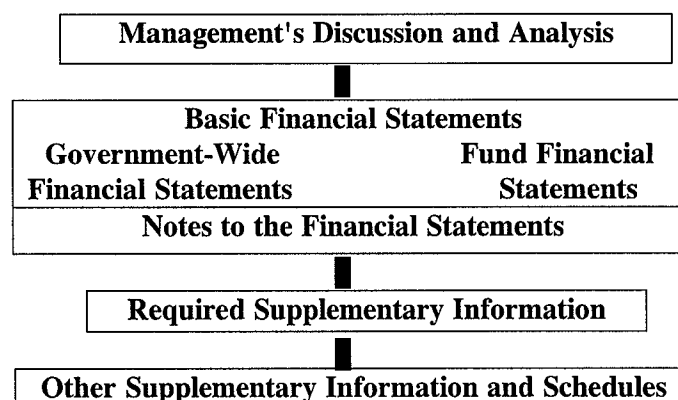 Management's Discussion and Analysis
Basic Financial Statements
Government-Wide Fund Financial
Financial Statements Statements
Notes to the Financial Statements
Required Supplementary Information
Other Supplementary Information and Schedules